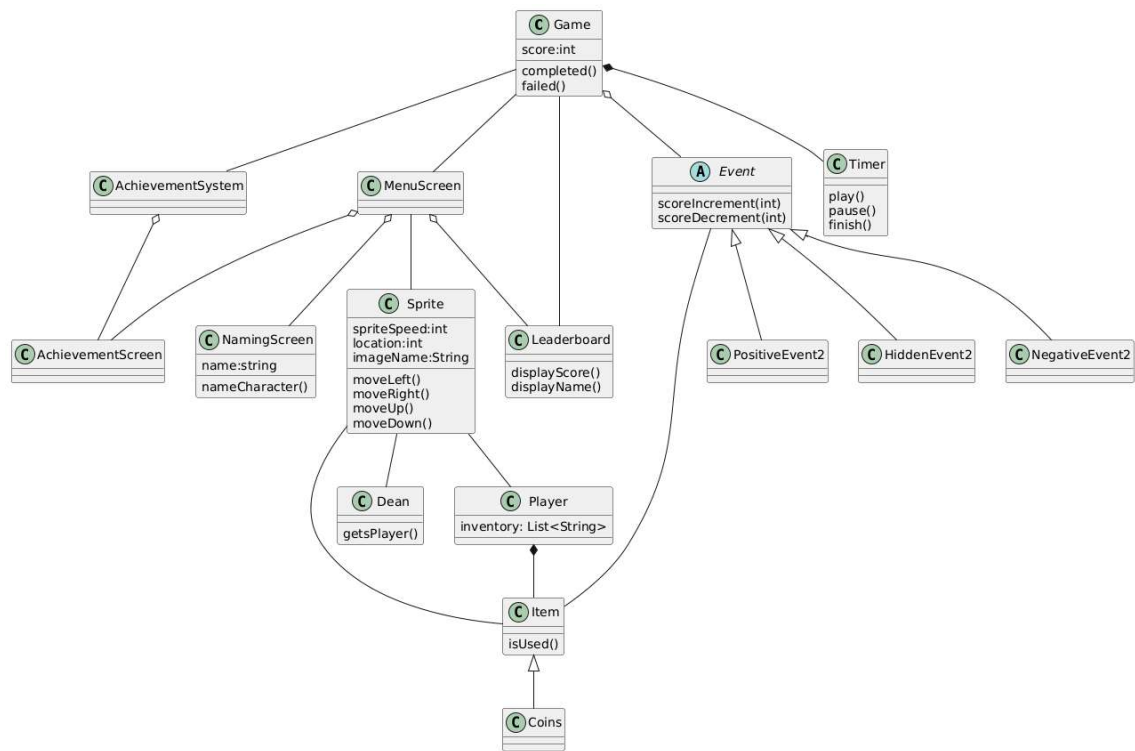 C Game
score:int
completed()
failed()
C AchievementSystem
C MenuScreen
A Event
scoreIncrement(int)
scoreDecrement(int)
C Timer
play()
pause()
finish()
C AchievementScreen
C NamingScreen
name:string
nameCharacter()
C Sprite
spriteSpeed:int
location:int
imageName:String
moveLeft()
moveRight()
moveUp()
moveDown()
C Leaderboard
displayScore()
displayName()
C PositiveEvent2
C HiddenEvent2
C NegativeEvent2
C Dean
getsPlayer()
C Player
inventory: List<String>
C Item
isUsed()
C Coins